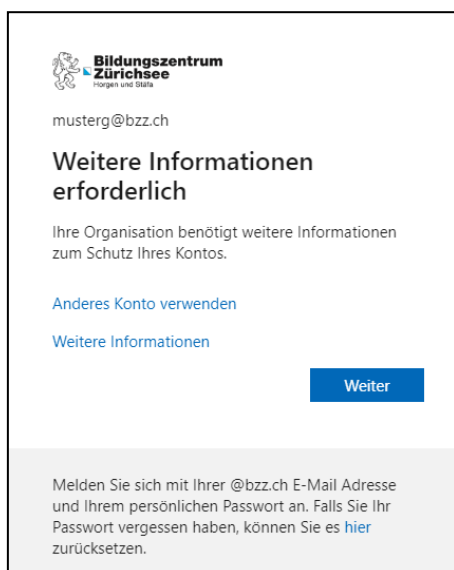 Bildungszentrum
Zürichsee
Horgen und Stäfa
musterg@bzz.ch
Weitere Informationen
erforderlich
Ihre Organisation benötigt weitere Informationen
zum Schutz Ihres Kontos.
Anderes Konto verwenden
Weitere Informationen
Weiter
Melden Sie sich mit Ihrer @bzz.ch E-Mail Adresse
und Ihrem persönlichen Passwort an. Falls Sie Ihr
Passwort vergessen haben, können Sie es hier
zurücksetzen.